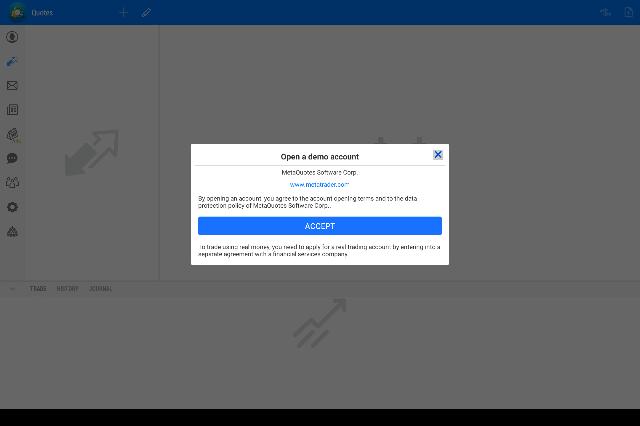 Quotes
Open a demo account
MetaQuotes Software Corp.
www.metatrader.com
By opening an account, you agree to the account opening terms and to the data
protection policy of MetaQuotes Software Corp..
ACCEPT
To trade using real money, you need to apply for a real trading account by entering into a
separate agreement with a financial services company.
TRADE HISTORY JOURNAL